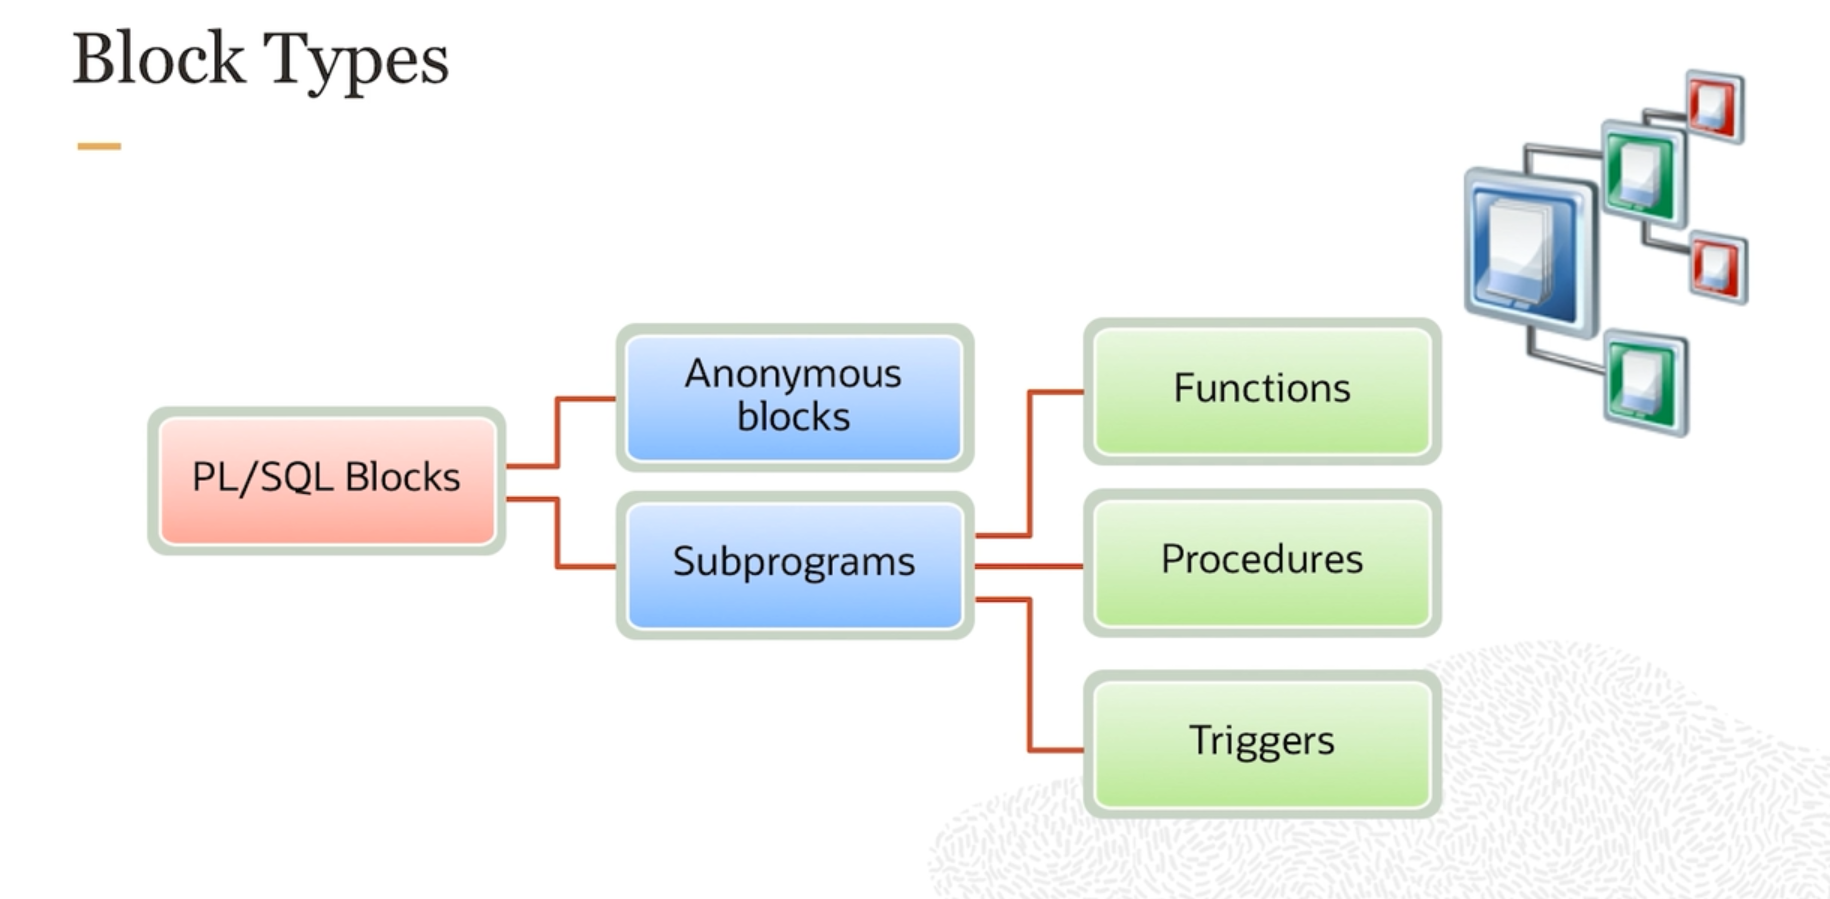 Block Types
PL/SQL Blocks
Anonymous
blocks
Subprograms
Functions
Procedures
Triggers